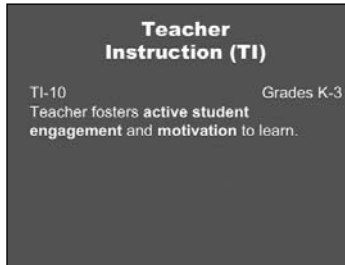 Teacher
Instruction (TI)
TI-10 Grades K-3
Teacher fosters active student
engagement and motivation to learn.